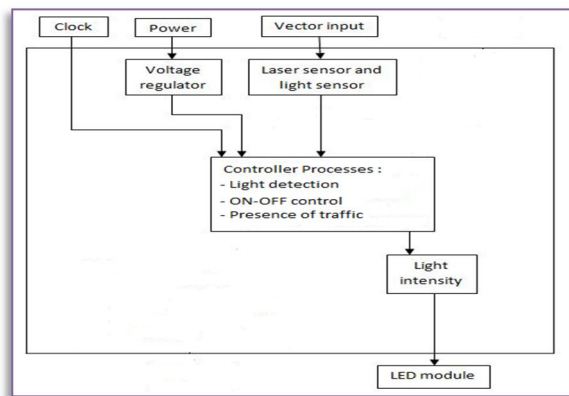 Clock
Power
Vector input
Voltage
regulator
Laser sensor and
light sensor
Controller Processes :
- Light detection
- ON-OFF control
- Presence of traffic
Light
intensity
LED module